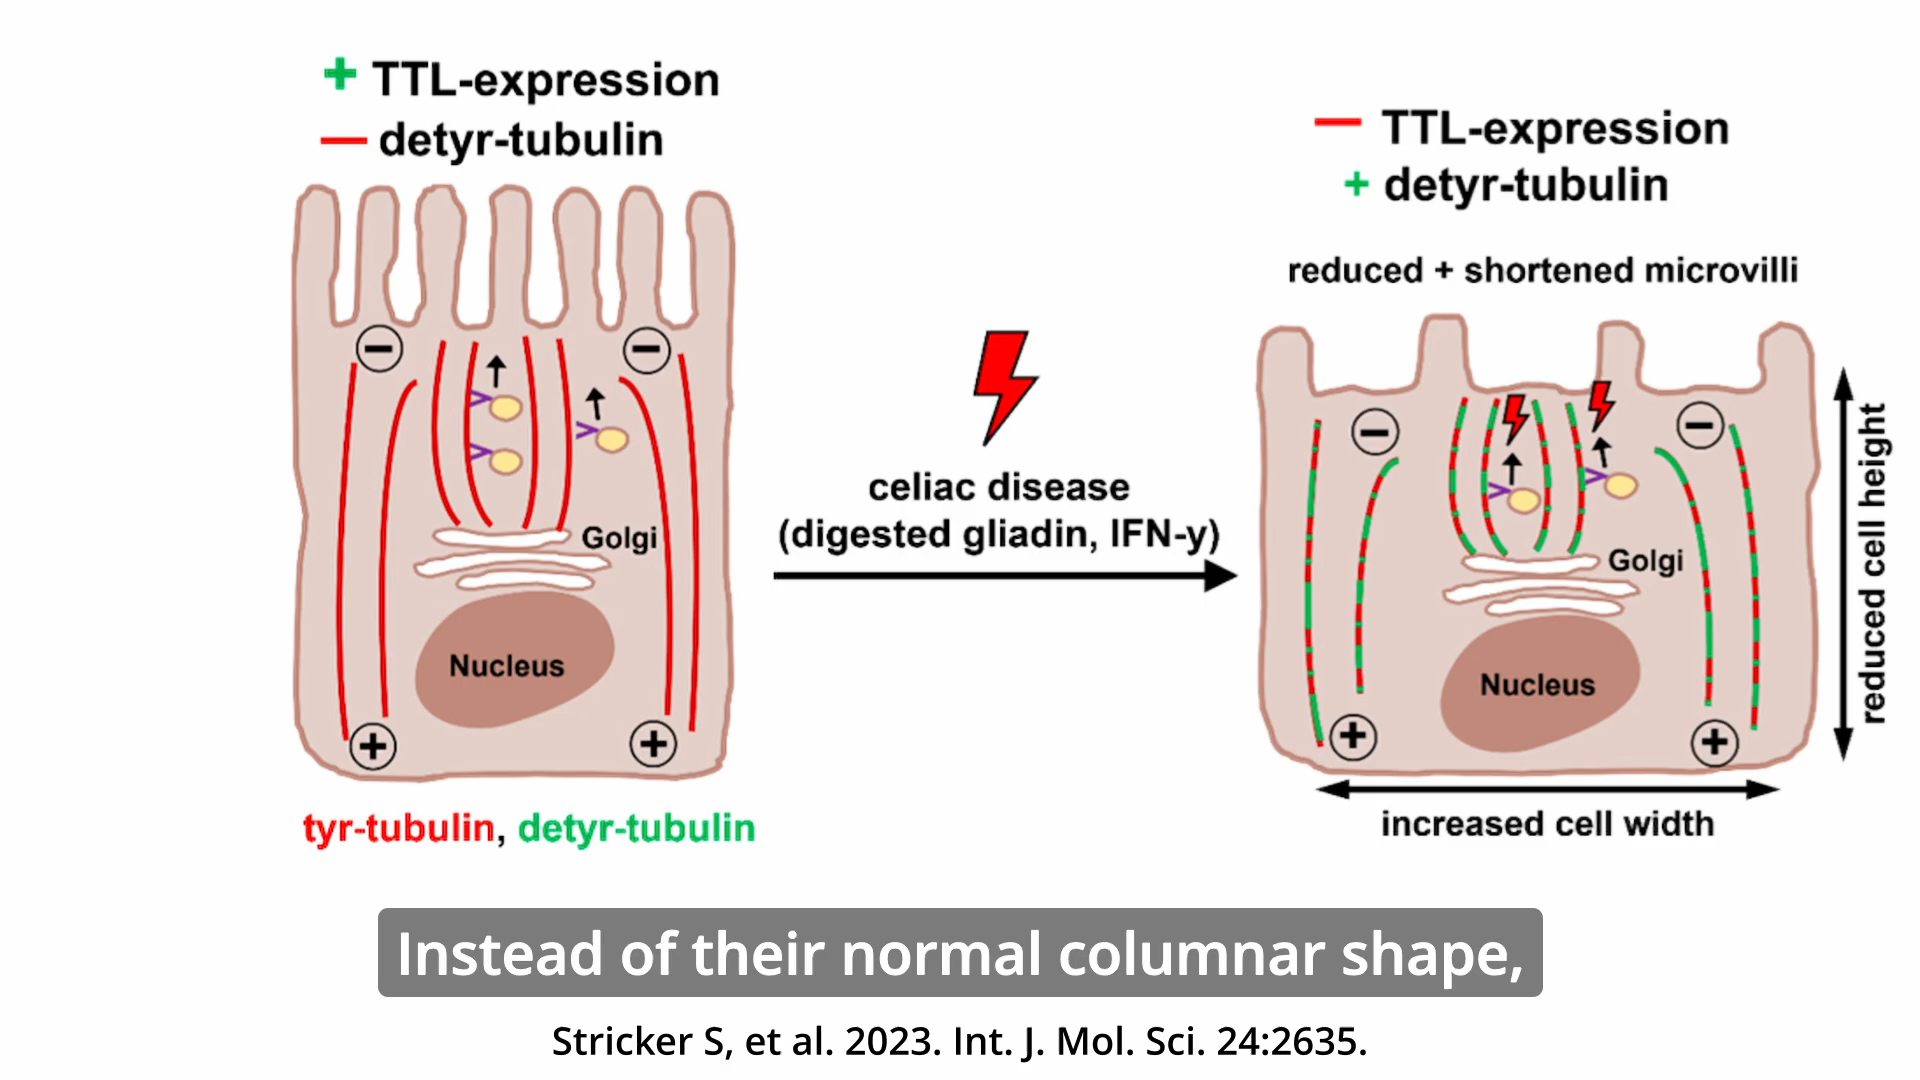 + TTL-expression
— detyr-tubulin
− −
Golgi
Nucleus
+ +
tyr-tubulin, detyr-tubulin
celiac disease
(digested gliadin, IFN-y)
— TTL-expression
+ detyr-tubulin
reduced + shortened microvilli
− −
Golgi
Nucleus
+ +
reduced cell height
increased cell width
Instead of their normal columnar shape,
Stricker S, et al. 2023. Int. J. Mol. Sci. 24:2635.